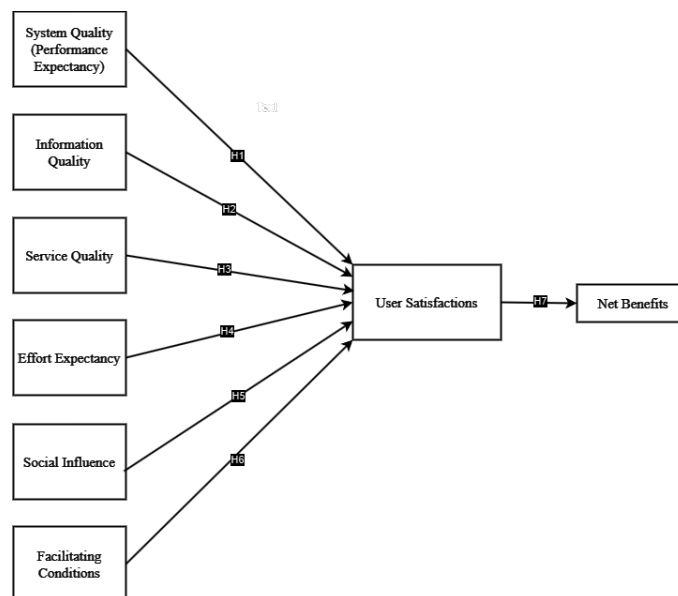 System Quality
(Performance
Expectancy)
Text
H1
Information
Quality
H2
Service Quality
H3
User Satisfactions
H7
Net Benefits
H4
Effort Expectancy
H5
Social Influence
H6
Facilitating
Conditions